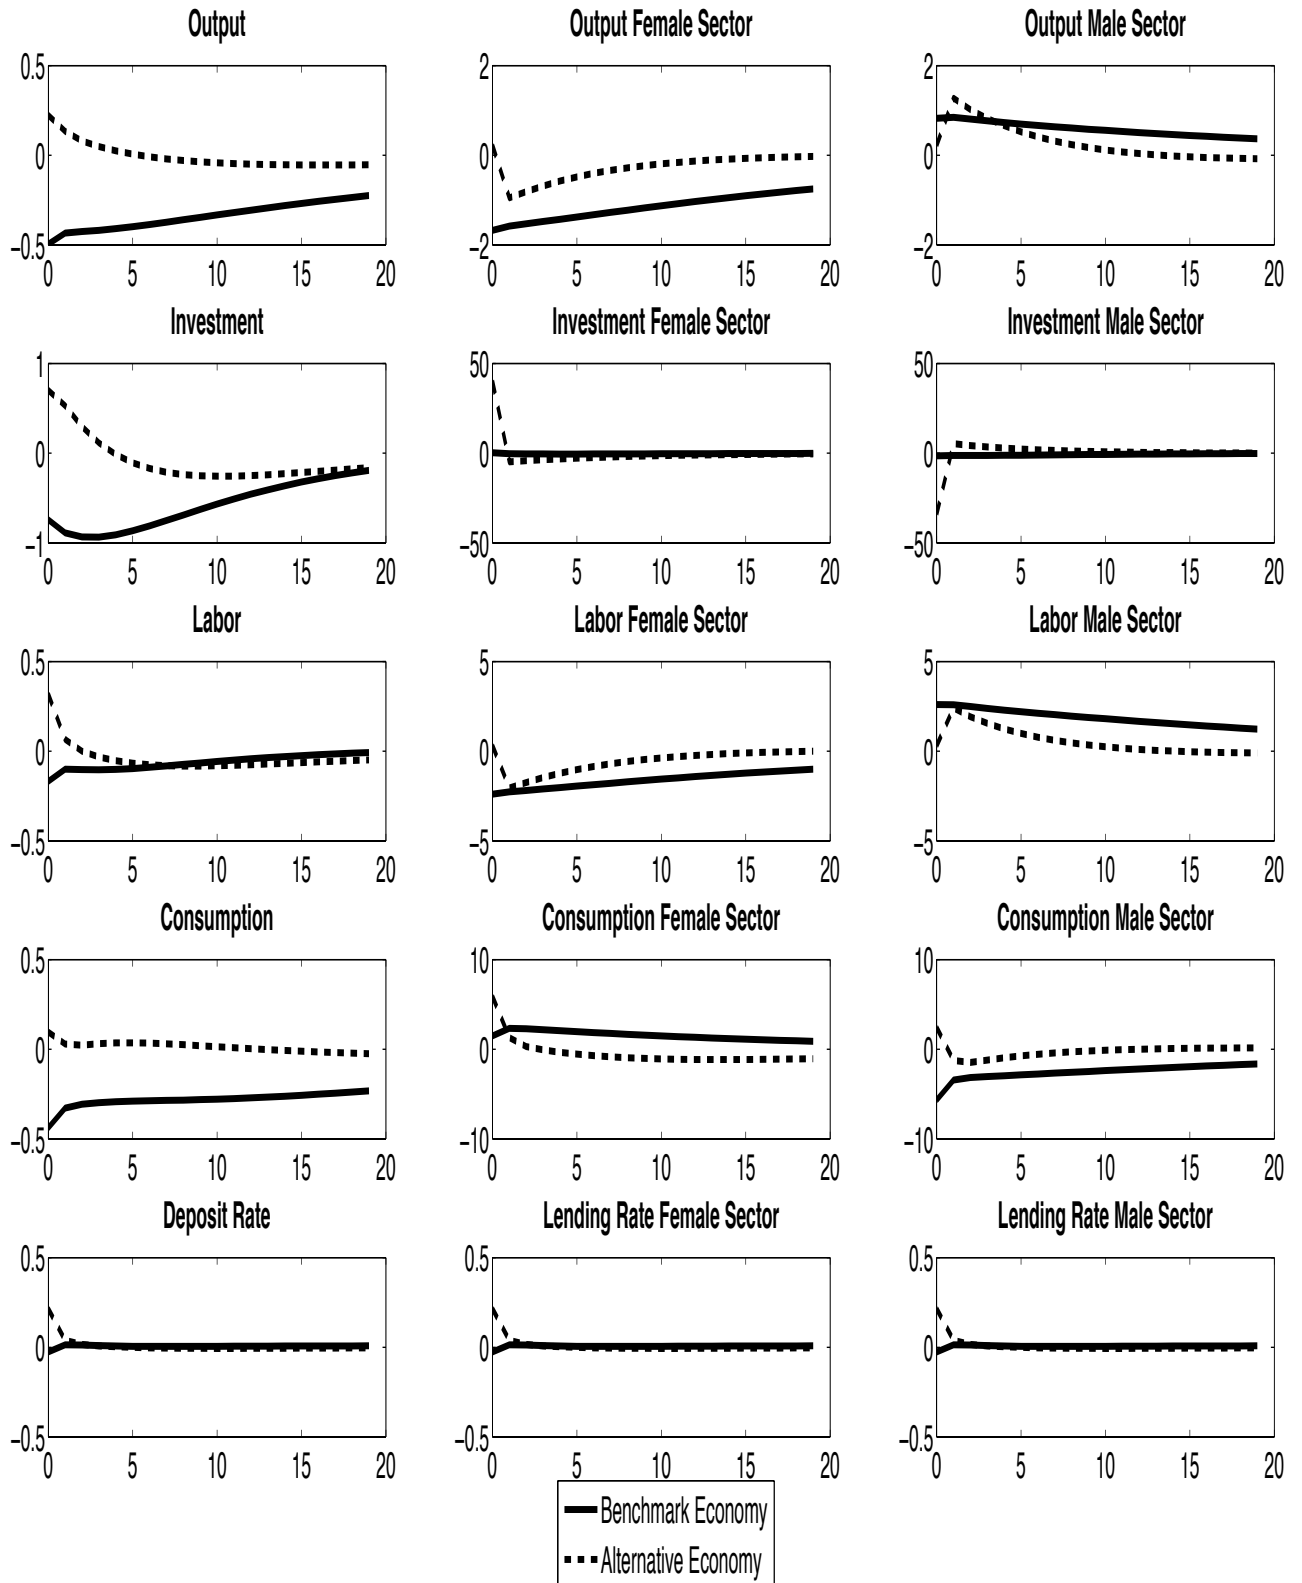 Output Output Female Sector Output Male Sector
0.5 2 2
0 0 0
−0.5 −2 −2
0 5 10 15 20 0 5 10 15 20 0 5 10 15 20
Investment Investment Female Sector Investment Male Sector
1 50 50
0 0 0
−1 −50 −50
0 5 10 15 20 0 5 10 15 20 0 5 10 15 20
Labor Labor Female Sector Labor Male Sector
0.5 5 5
0 0 0
−0.5 −5 −5
0 5 10 15 20 0 5 10 15 20 0 5 10 15 20
Consumption Consumption Female Sector Consumption Male Sector
0.5 10 10
0 0 0
−0.5 −10 −10
0 5 10 15 20 0 5 10 15 20 0 5 10 15 20
Deposit Rate Lending Rate Female Sector Lending Rate Male Sector
0.5 0.5 0.5
0 0 0
−0.5 −0.5 −0.5
0 5 10 15 20 0 5 10 15 20 0 5 10 15 20
Benchmark Economy
Alternative Economy